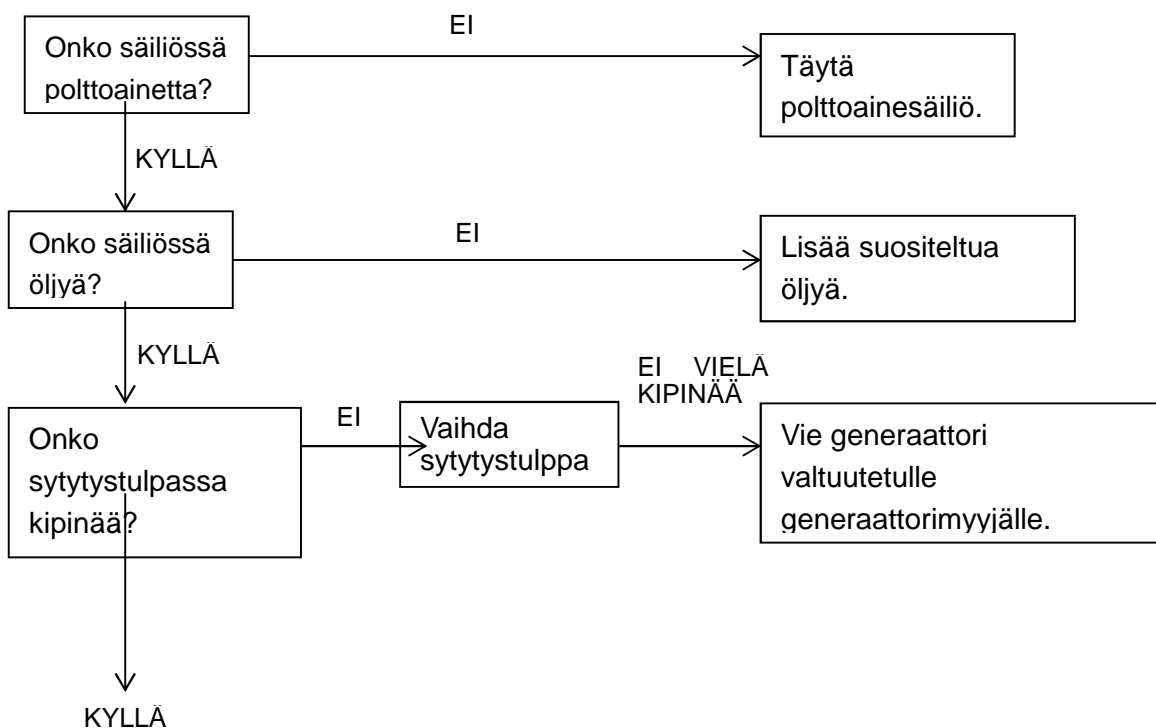 EI
Onko säiliössä
polttoainetta?
Täytä
polttoainesäiliö.
KYLLÄ
Onko säiliössä
öljyä?
EI
Lisää suositeltua
öljyä.
KYLLÄ
EI VIELÄ
KIPINÄÄ
Onko
sytytystulpassa
kipinää?
EI
Vaihda
sytytystulppa
Vie generaattori
valtuutetulle
generaattorimyyjälle.
KYLLÄ